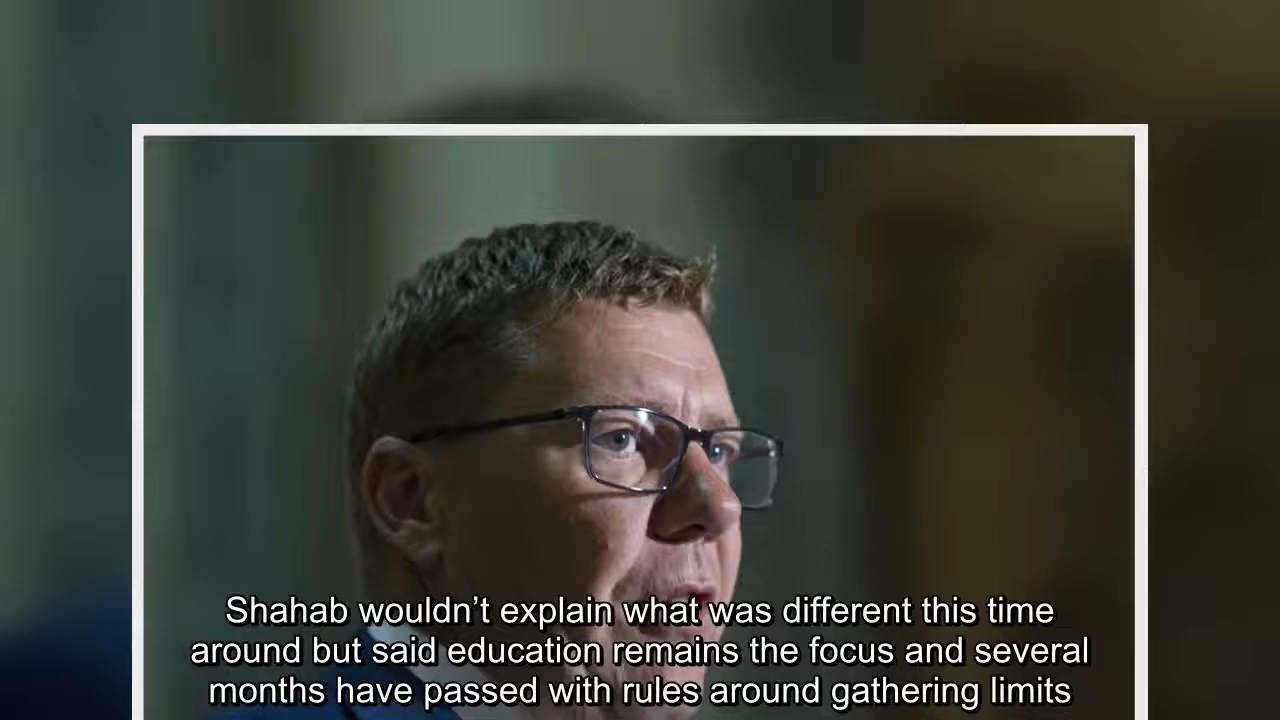 Shahab wouldn’t explain what was different this time
around but said education remains the focus and several
months have passed with rules around gathering limits